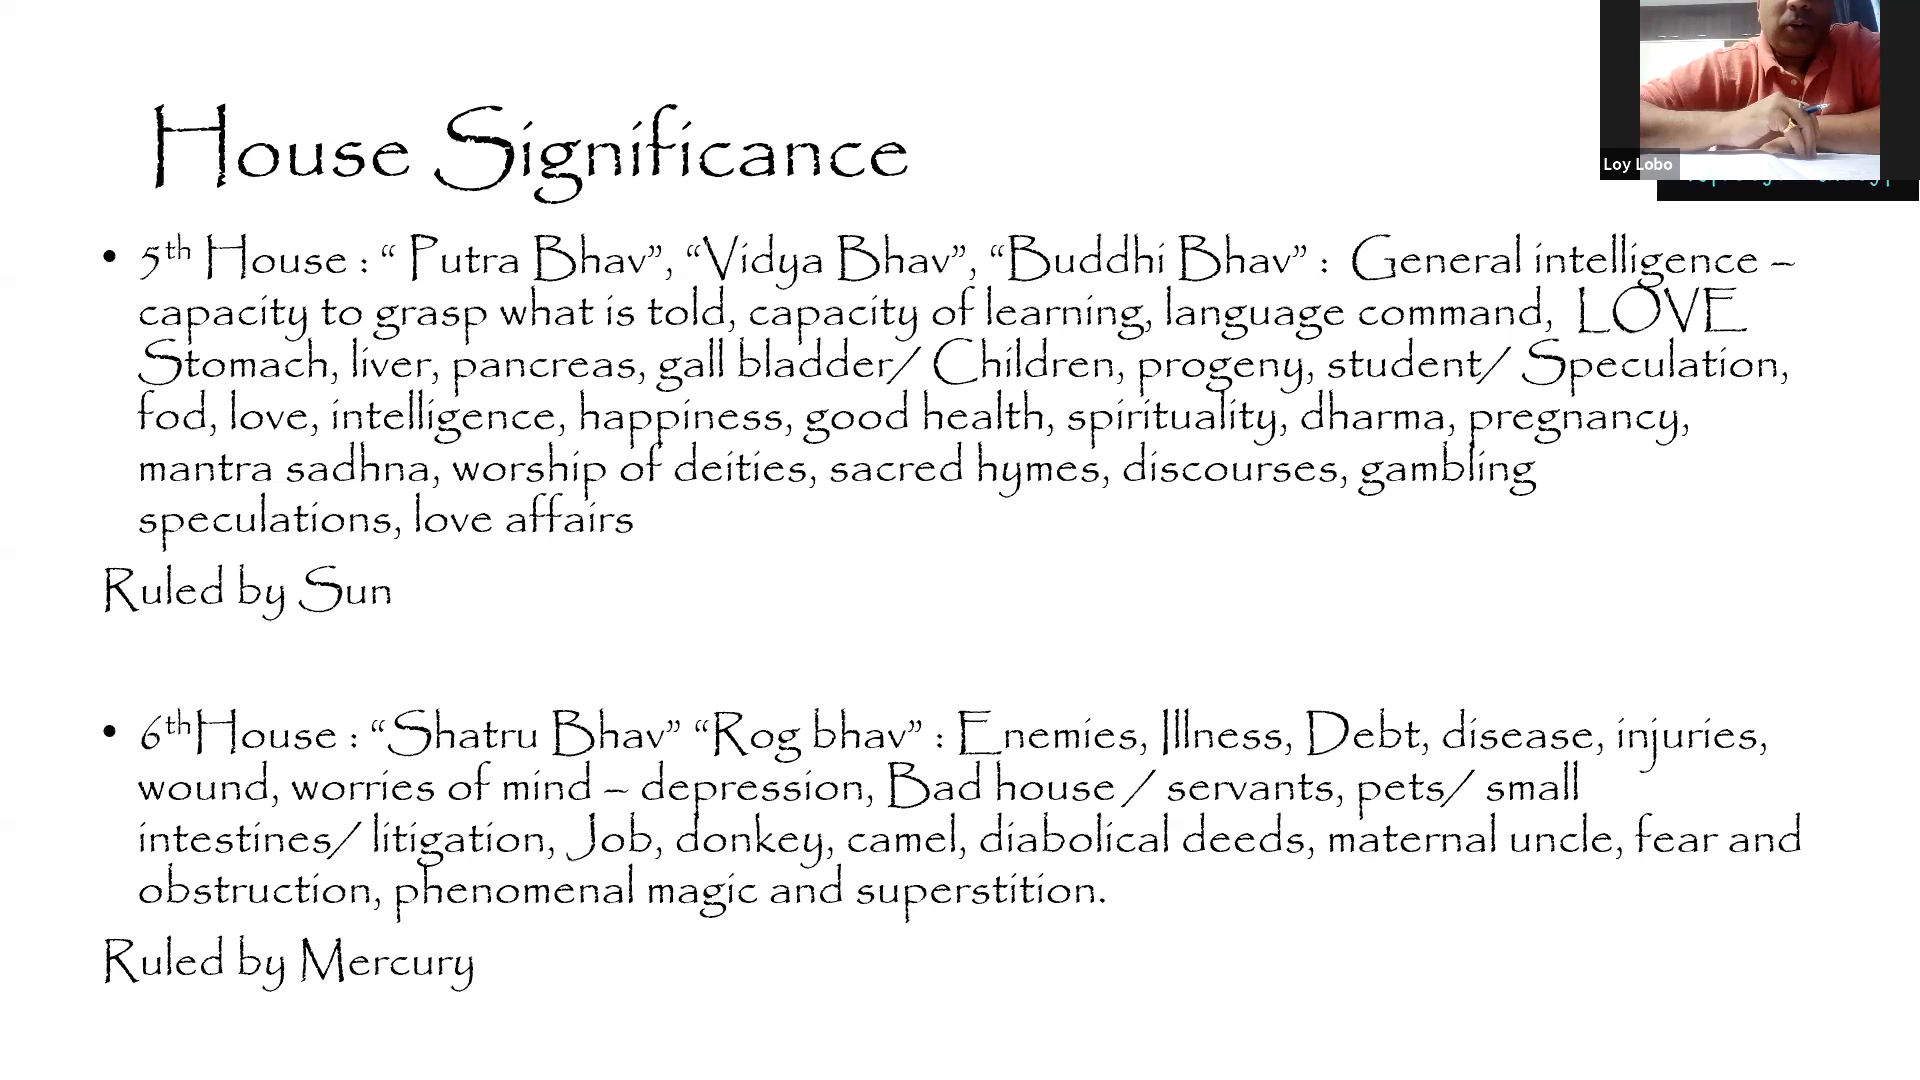 House Significance
Loy Lobo
• 5th House : “ Putra Bhav”, “Vidya Bhav”, “Buddhi Bhav” : General intelligence –
capacity to grasp what is told, capacity of learning, language command, LOVE
Stomach, liver, pancreas, gall bladder/ Children, progeny, student/ Speculation,
fod, love, intelligence, happiness, good health, spirituality, dharma, pregnancy,
mantra sadhna, worship of deities, sacred hymes, discourses, gambling
speculations, love affairs
Ruled by Sun
• 6thHouse : “Shatru Bhav” “Rog bhav” : Enemies, Illness, Debt, disease, injuries,
wound, worries of mind – depression, Bad house / servants, pets/ small
intestines/ litigation, Job, donkey, camel, diabolical deeds, maternal uncle, fear and
obstruction, phenomenal magic and superstition.
Ruled by Mercury